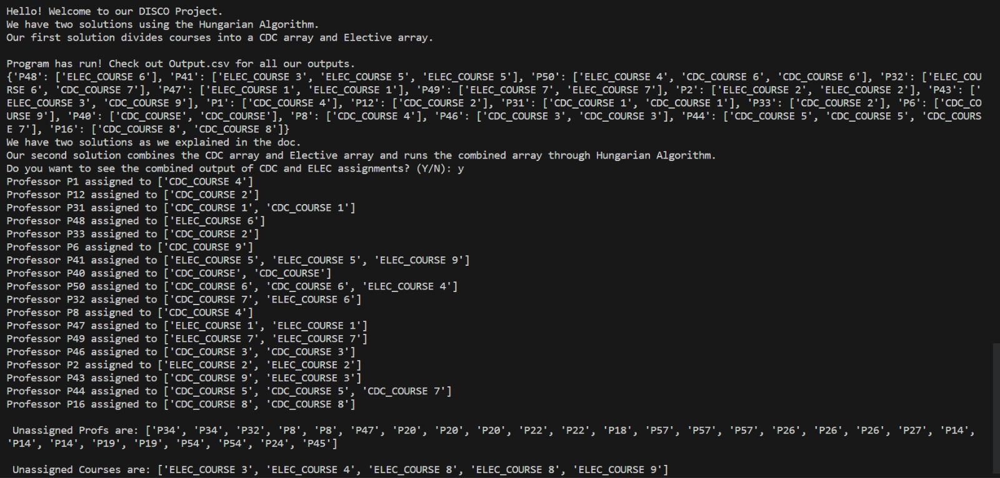 Hello! Welcome to our DISCO Project.
We have two solutions using the Hungarian Algorithm.
Our first solution divides courses into a CDC array and Elective array.
Program has run! Check out Output.csv for all our outputs.
{'P48': ['ELEC_COURSE 6'], 'P41': ['ELEC_COURSE 3', 'ELEC_COURSE 5', 'ELEC_COURSE 5'], 'P50': ['ELEC_COURSE 4', 'CDC_COURSE 6', 'CDC_COURSE 6'], 'P32': ['ELEC_COU
RSE 6', 'CDC_COURSE 7'], 'P47': ['ELEC_COURSE 1', 'ELEC_COURSE 1'], 'P49': ['ELEC_COURSE 7', 'ELEC_COURSE 7'], 'P2': ['ELEC_COURSE 2', 'ELEC_COURSE 2'], 'P43': ['
ELEC_COURSE 3', 'CDC_COURSE 9'], 'P1': ['CDC_COURSE 4'], 'P12': ['CDC_COURSE 2'], 'P31': ['CDC_COURSE 1', 'CDC_COURSE 1'], 'P33': ['CDC_COURSE 2'], 'P6': ['CDC_CO
URSE 9'], 'P40': ['CDC_COURSE', 'CDC_COURSE'], 'P8': ['CDC_COURSE 4'], 'P46': ['CDC_COURSE 3', 'CDC_COURSE 3'], 'P44': ['CDC_COURSE 5', 'CDC_COURSE 5', 'CDC_COURS
E 7'], 'P16': ['CDC_COURSE 8', 'CDC_COURSE 8']}
We have two solutions as we explained in the doc.
Our second solution combines the CDC array and Elective array and runs the combined array through Hungarian Algorithm.
Do you want to see the combined output of CDC and ELEC assignments? (Y/N): y
Professor P1 assigned to ['CDC_COURSE 4']
Professor P12 assigned to ['CDC_COURSE 2']
Professor P31 assigned to ['CDC_COURSE 1', 'CDC_COURSE 1']
Professor P48 assigned to ['ELEC_COURSE 6']
Professor P33 assigned to ['CDC_COURSE 2']
Professor P6 assigned to ['CDC_COURSE 9']
Professor P41 assigned to ['ELEC_COURSE 5', 'ELEC_COURSE 5', 'ELEC_COURSE 9']
Professor P40 assigned to ['CDC_COURSE', 'CDC_COURSE']
Professor P50 assigned to ['CDC_COURSE 6', 'CDC_COURSE 6', 'ELEC_COURSE 4']
Professor P32 assigned to ['CDC_COURSE 7', 'ELEC_COURSE 6']
Professor P8 assigned to ['CDC_COURSE 4']
Professor P47 assigned to ['ELEC_COURSE 1', 'ELEC_COURSE 1']
Professor P49 assigned to ['ELEC_COURSE 7', 'ELEC_COURSE 7']
Professor P46 assigned to ['CDC_COURSE 3', 'CDC_COURSE 3']
Professor P2 assigned to ['ELEC_COURSE 2', 'ELEC_COURSE 2']
Professor P43 assigned to ['CDC_COURSE 9', 'ELEC_COURSE 3']
Professor P44 assigned to ['CDC_COURSE 5', 'CDC_COURSE 5', 'CDC_COURSE 7']
Professor P16 assigned to ['CDC_COURSE 8', 'CDC_COURSE 8']
Unassigned Profs are: ['P34', 'P34', 'P32', 'P8', 'P8', 'P47', 'P20', 'P20', 'P20', 'P22', 'P22', 'P18', 'P57', 'P57', 'P57', 'P26', 'P26', 'P26', 'P27', 'P14',
'P14', 'P14', 'P19', 'P19', 'P54', 'P54', 'P24', 'P45']
Unassigned Courses are: ['ELEC_COURSE 3', 'ELEC_COURSE 4', 'ELEC_COURSE 8', 'ELEC_COURSE 8', 'ELEC_COURSE 9']